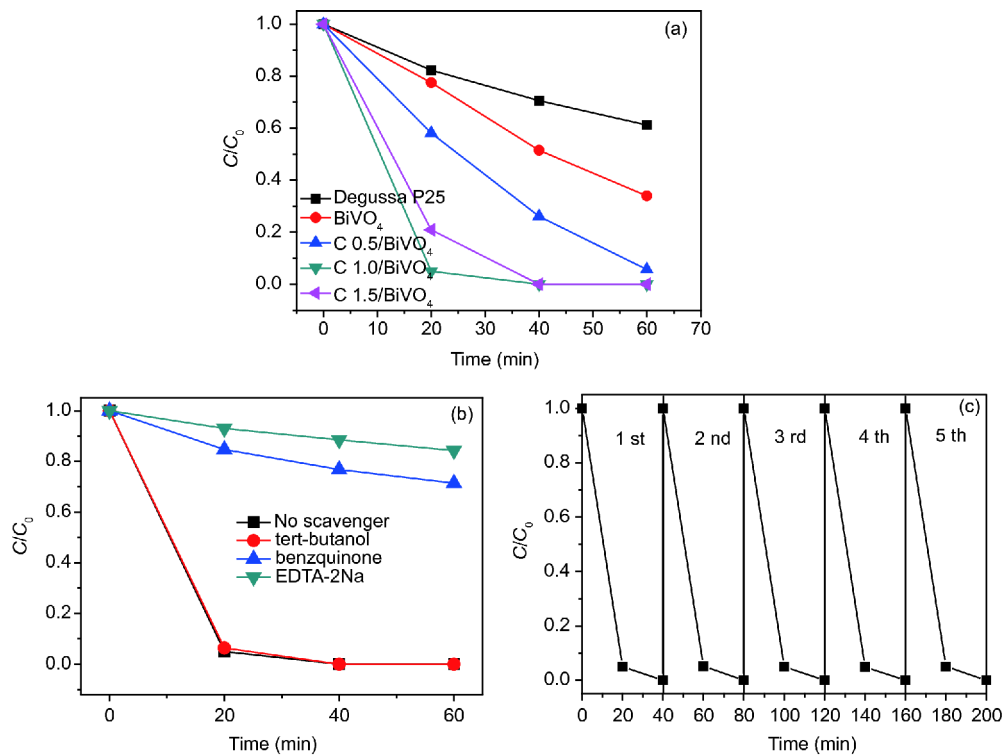 (a)
1.0
0.8
0.6
0.4
0.2
0.0
C/C0
Degussa P25
BiVO4
C 0.5/BiVO4
C 1.0/BiVO4
C 1.5/BiVO4
0 10 20 30 40 50 60 70
Time (min)
(b)
1.0
0.8
0.6
0.4
0.2
0.0
C/C0
No scavenger
tert-butanol
benzquinone
EDTA-2Na
0 20 40 60
Time (min)
(c)
1.0
0.8
0.6
0.4
0.2
0.0
C/C0
1 st 2 nd 3 rd 4 th 5 th
0 20 40 60 80 100 120 140 160 180 200
Time (min)